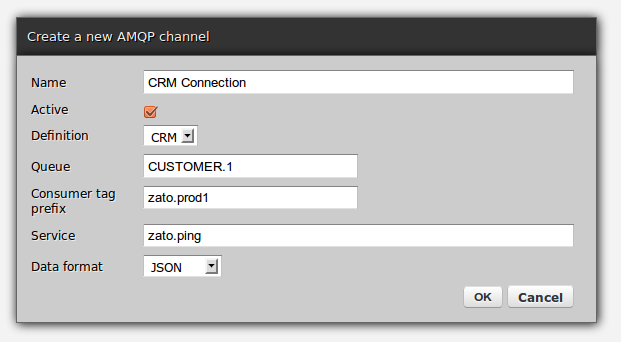 Create a new AMQP channel
Name CRM Connection
Active
Definition CRM
Queue CUSTOMER.1
Consumer tag
prefix zato.prod1
Service zato.ping
Data format JSON
OK Cancel